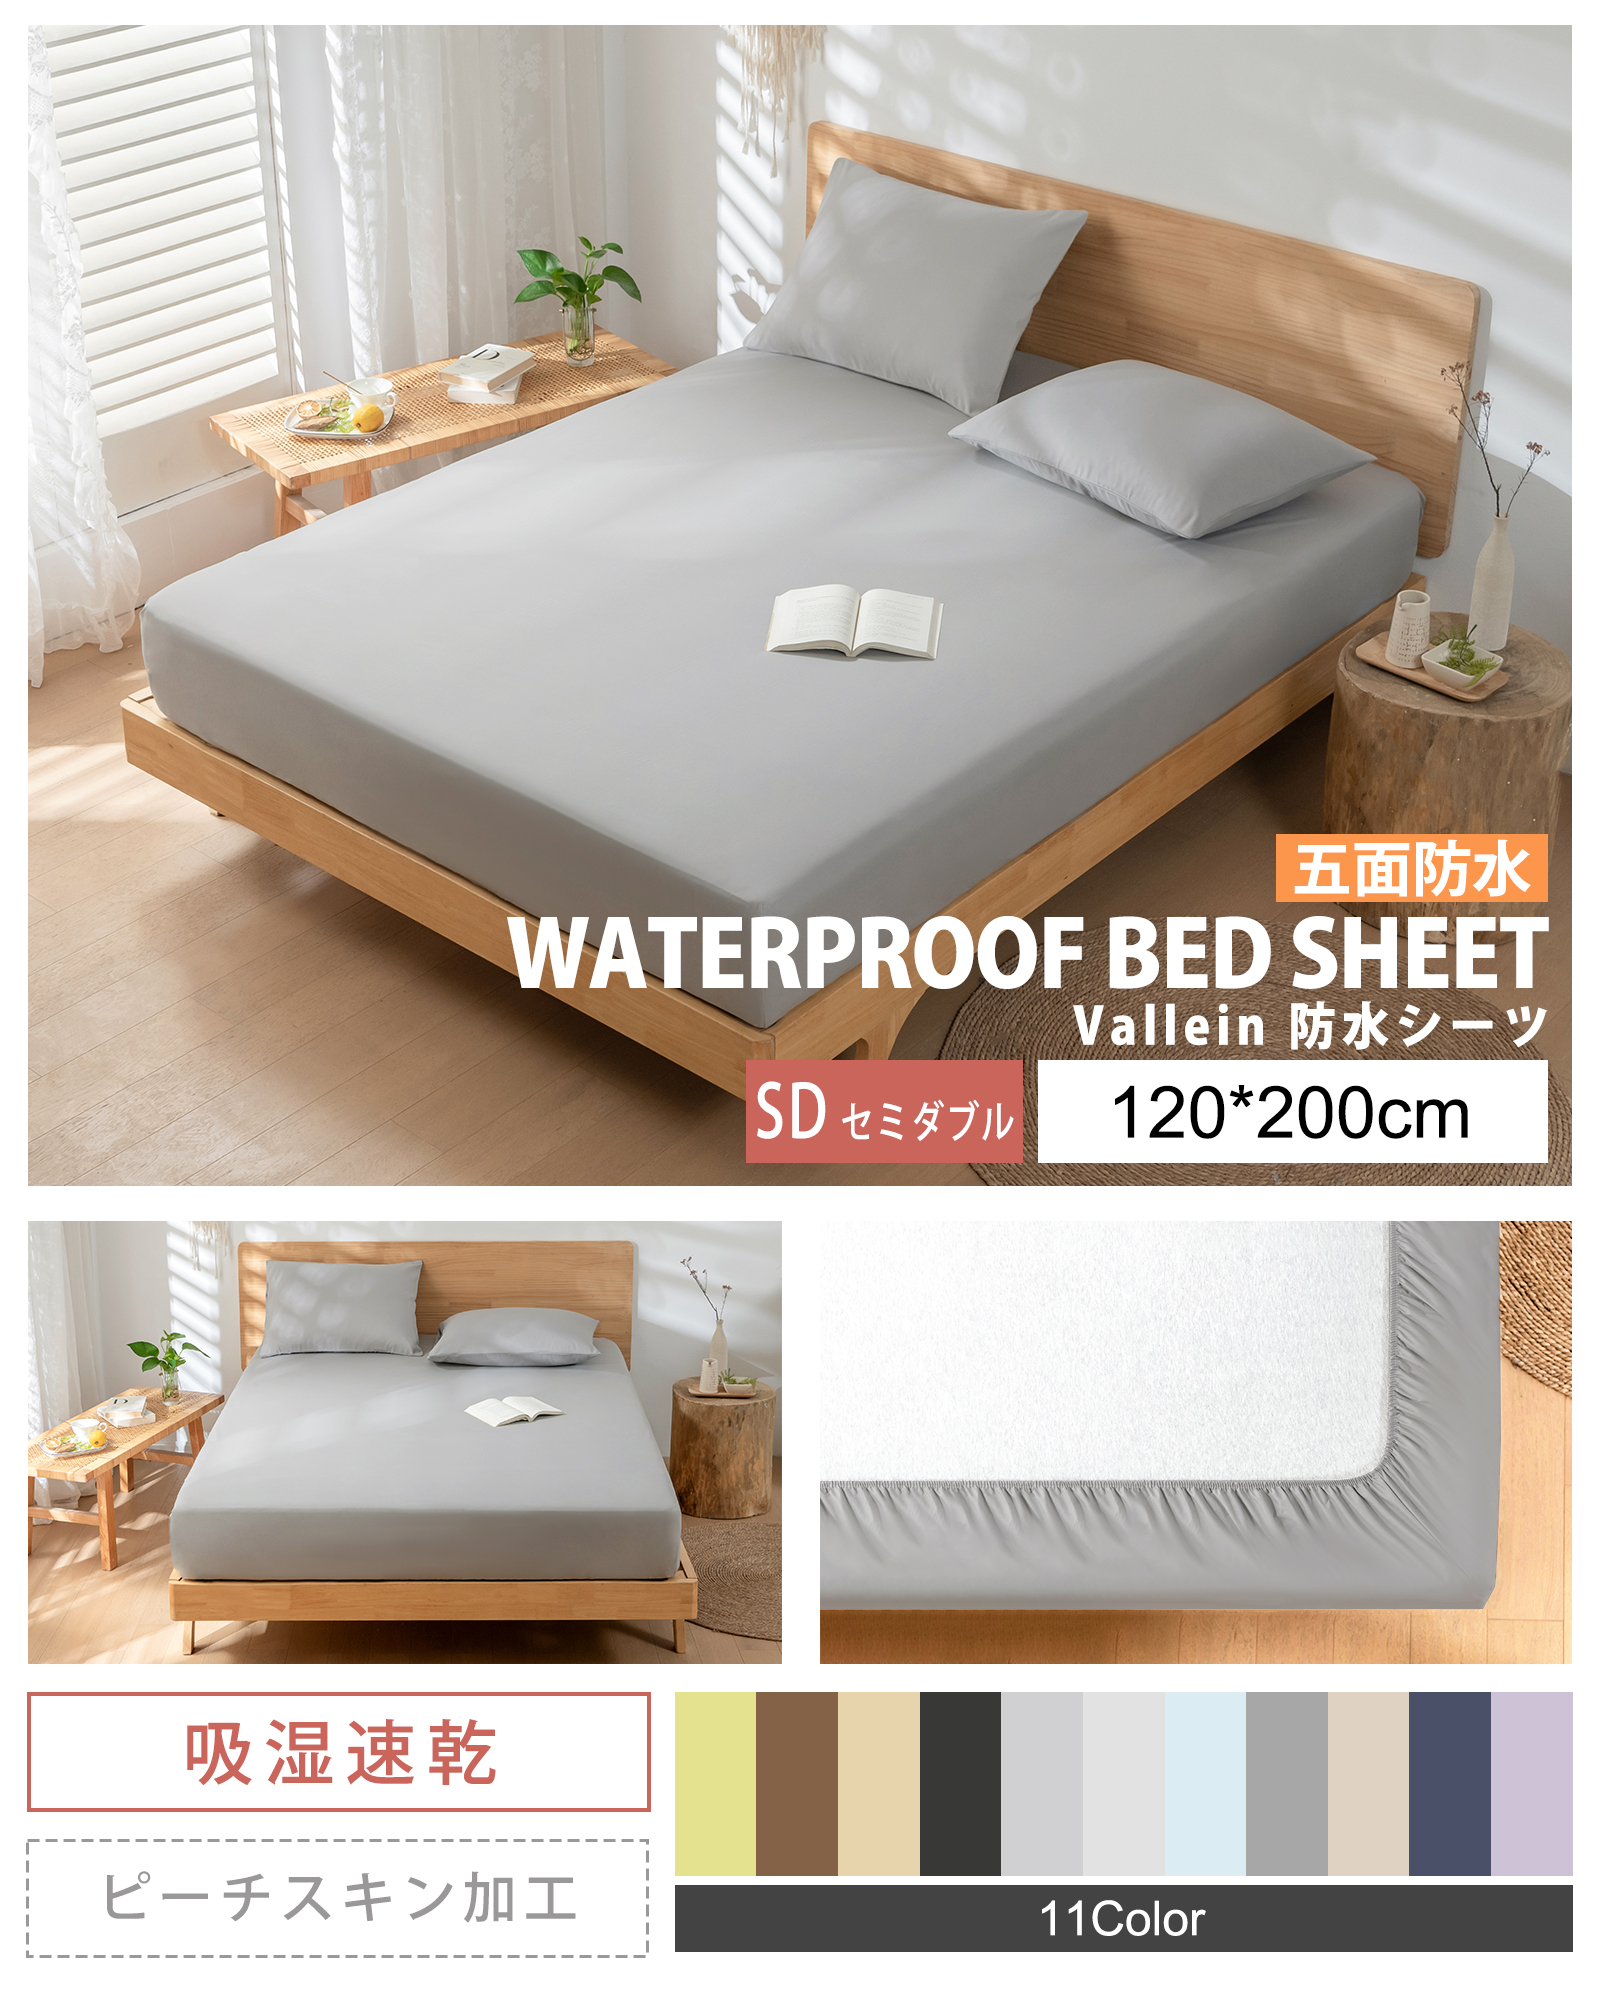 五面防水
WATERPROOF BED SHEET
Vallein 防水シーツ
SD セミダブル
120*200cm
吸湿速乾
ピーチスキン加工
11Color